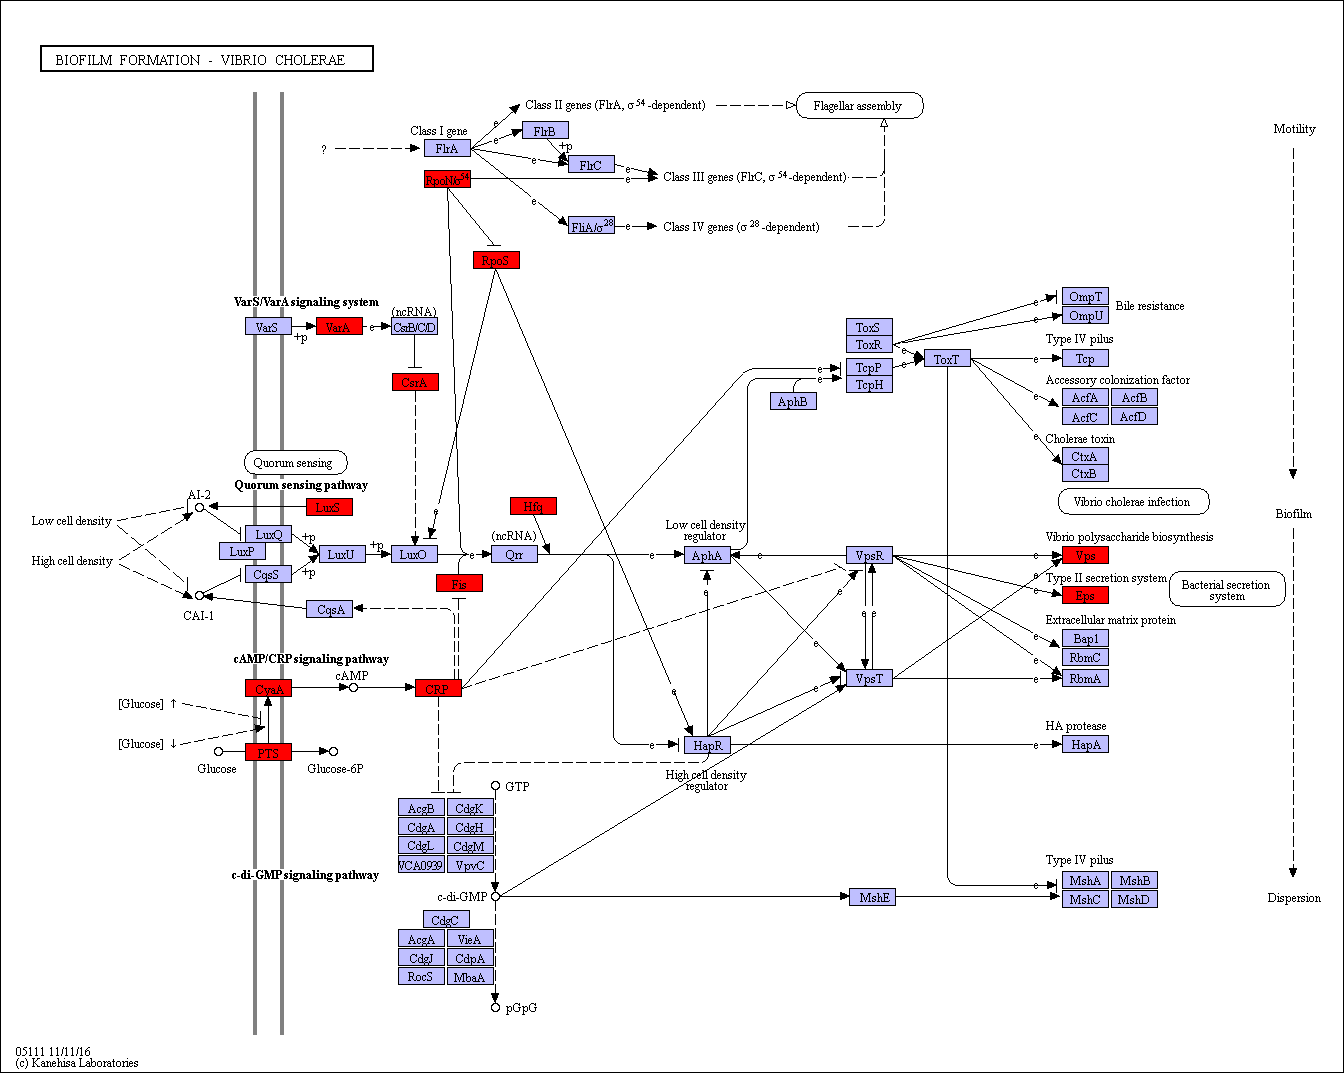 BIOFILM FORMATION - VIBRIO CHOLERAE
Class II genes (FlrA, σ 54 -dependent)
Flagellar assembly
Class I gene
FlrB
Motility
?
FlrA
e
e
+p
e
FlrC
e
RpoN/σ54
e
Class III genes (FlrC, σ 54 -dependent)
e
FliA/σ28
e
Class IV genes (σ 28 -dependent)
RpoS
VarS/VarA signaling system
(ncRNA)
VarS
+p
VarA
e
CsrB/C/D
CsrA
ToxS
ToxR
e
e
e
OmpT
OmpU
Bile resistance
Type IV pilus
ToxT
e
Tcp
e
e
TcpP
TcpH
e
AphB
Accessory colonization factor
e
AcfA
AcfB
AcfC
AcfD
e
Cholerae toxin
CtxA
CtxB
Quorum sensing
Quorum sensing pathway
AI-2
LuxS
Hfq
Vibrio cholerae infection
Low cell density
High cell density
LuxQ
LuxP
CqsS
+p
+p
LuxU
+p
LuxO
e
e
(ncRNA)
Qrr
e
Low cell density
regulator
AphA
e
VpsR
Biofilm
Vibrio polysaccharide biosynthesis
e
Vps
Type II secretion system
e
Eps
Bacterial secretion
system
Fis
CAI-1
CqsA
e
e
e e
Extracellular matrix protein
e
Bap1
e
RbmC
e
RbmA
e
cAMP/CRP signaling pathway
cAMP
CyaA
CRP
e
e
VpsT
[Glucose] ↑
[Glucose] ↓
PTS
Glucose
Glucose-6P
e
HapR
High cell density
regulator
HA protease
e
HapA
GTP
AcgB
CdgK
CdgA
CdgH
CdgL
CdgM
VCA0939
VpvC
c-di-GMP signaling pathway
c-di-GMP
MshE
Type IV pilus
e
MshA
MshB
MshC
MshD
Dispersion
CdgC
AcgA
VieA
CdgJ
CdpA
RocS
MbaA
pGpG
05111 11/11/16
(c) Kanehisa Laboratories